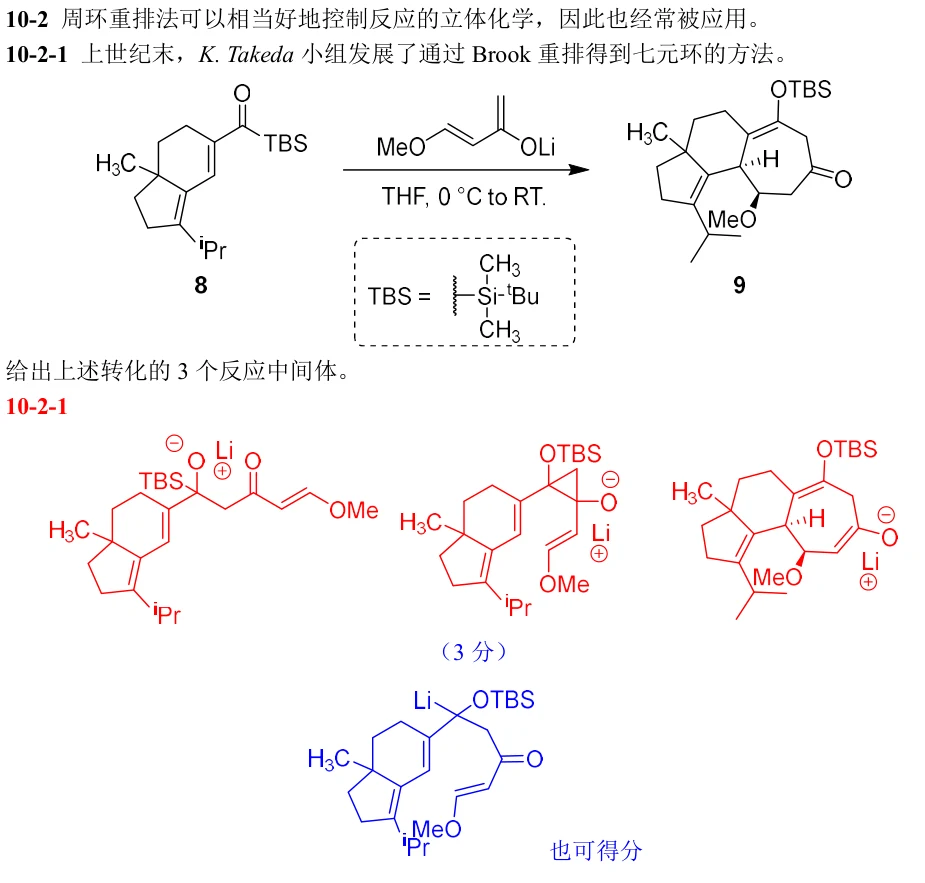 10-2 周环重排法可以相当好地控制反应的立体化学，因此也经常被应用。
10-2-1 上世纪末，K. Takeda 小组发展了通过 Brook 重排得到七元环的方法。
O
TBS
H₃C
ⁱPr
8
MeO
OLi
THF, 0 °C to RT.
TBS =
CH₃
Si
ᵗBu
CH₃
OTBS
H₃C
H
O
MeO
9
给出上述转化的 3 个反应中间体。
10-2-1
⊖
O
Li
⊕
O
TBS
OMe
H₃C
ⁱPr
OTBS
⊖
O
Li
⊕
H₃C
OMe
ⁱPr
OTBS
H₃C
H
⊖
O
Li
⊕
MeO
（3 分）
Li
OTBS
H₃C
O
MeO
ⁱPr
也可得分